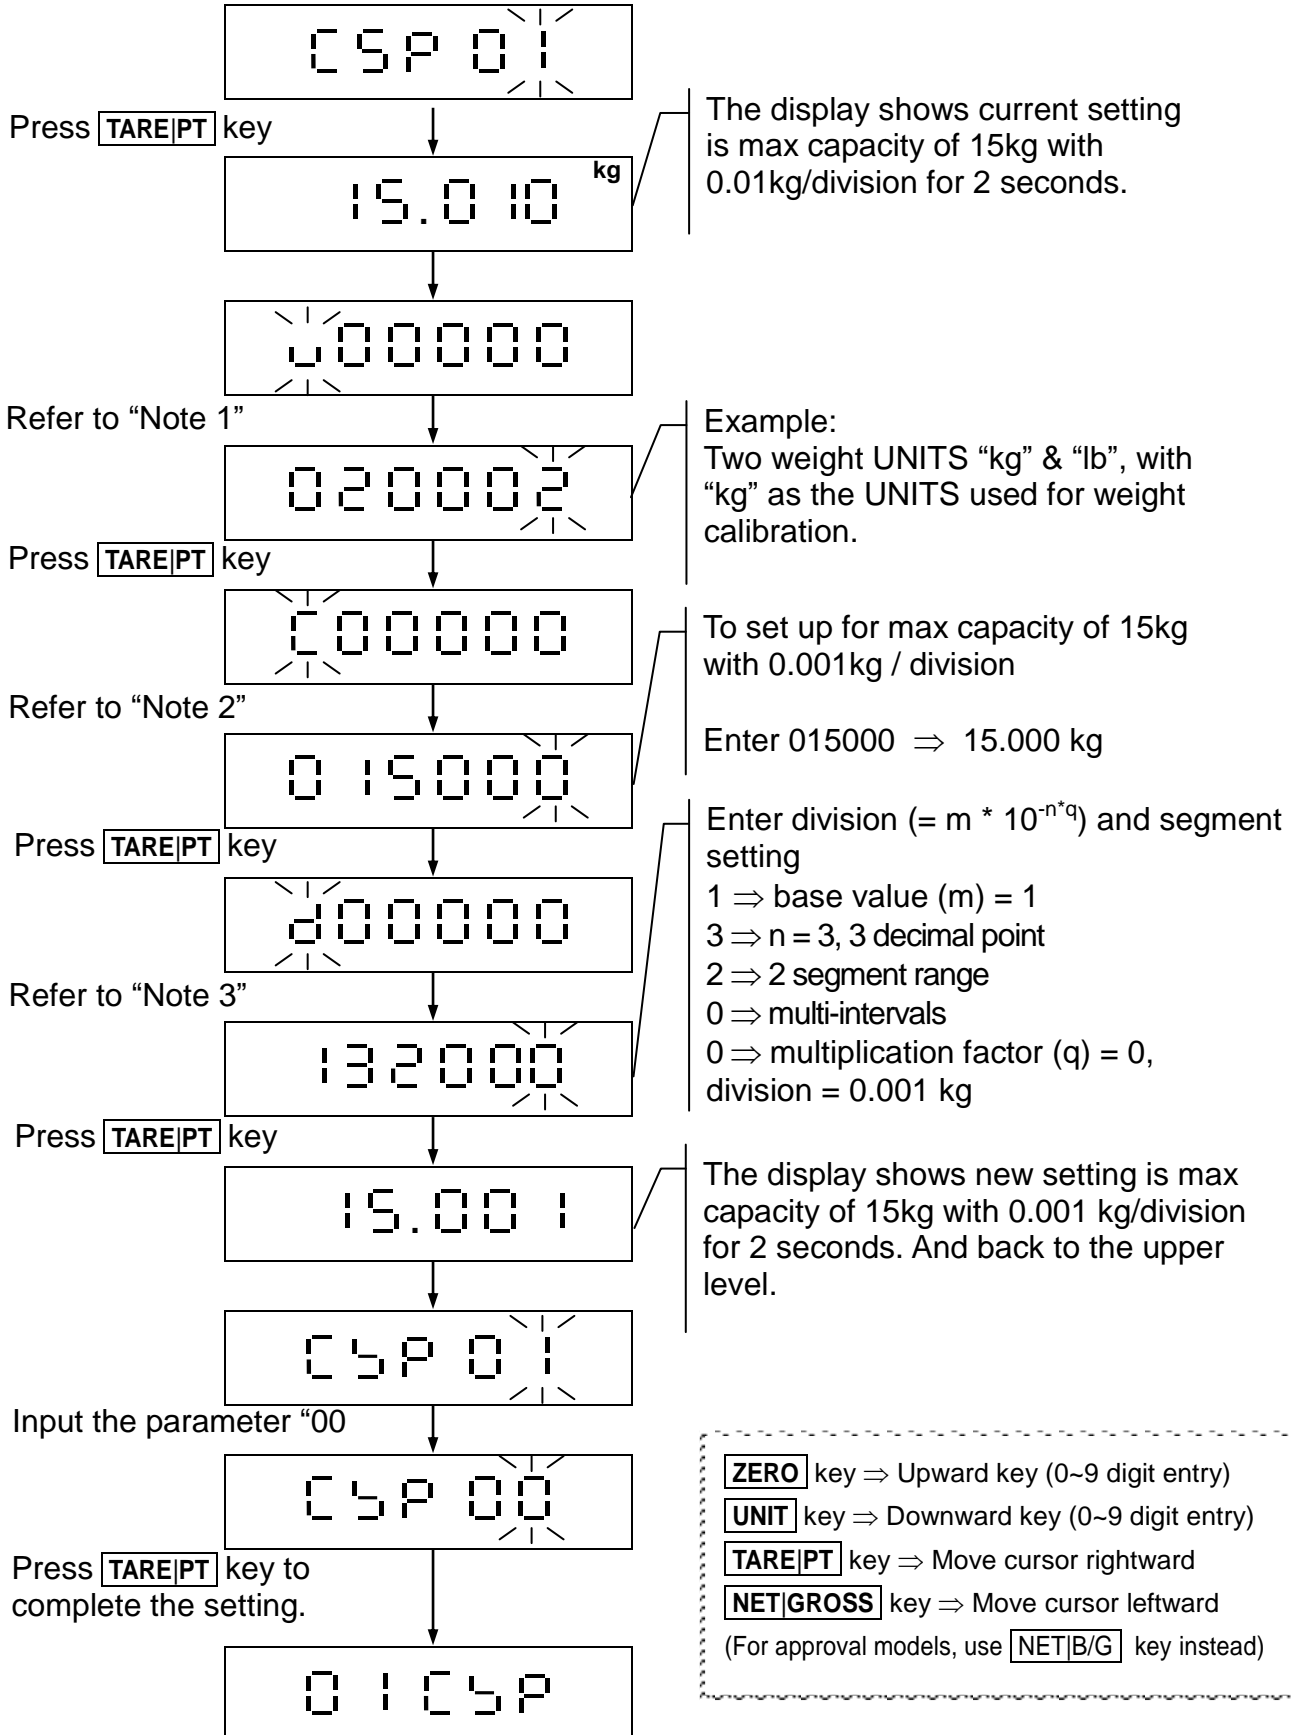 CSP 01
Press TARE|PT key
The display shows current setting
is max capacity of 15kg with
0.01kg/division for 2 seconds.
kg
15.010
u00000
Refer to “Note 1”
Example:
Two weight UNITS “kg” & “lb”, with
“kg” as the UNITS used for weight
calibration.
020002
Press TARE|PT key
C00000
To set up for max capacity of 15kg
with 0.001kg / division
Refer to “Note 2”
Enter 015000 ⇒ 15.000 kg
015000
Press TARE|PT key
Enter division (= m * 10-n*q) and segment
setting
1 ⇒ base value (m) = 1
3 ⇒ n = 3, 3 decimal point
2 ⇒ 2 segment range
0 ⇒ multi-intervals
0 ⇒ multiplication factor (q) = 0,
division = 0.001 kg
d00000
Refer to “Note 3”
132000
Press TARE|PT key
15.001
The display shows new setting is max
capacity of 15kg with 0.001 kg/division
for 2 seconds. And back to the upper
level.
CSP 01
Input the parameter “00
CSP 00
Press TARE|PT key to
complete the setting.
01CSP
ZERO key ⇒ Upward key (0~9 digit entry)
UNIT key ⇒ Downward key (0~9 digit entry)
TARE|PT key ⇒ Move cursor rightward
NET|GROSS key ⇒ Move cursor leftward
(For approval models, use NET|B/G key instead)